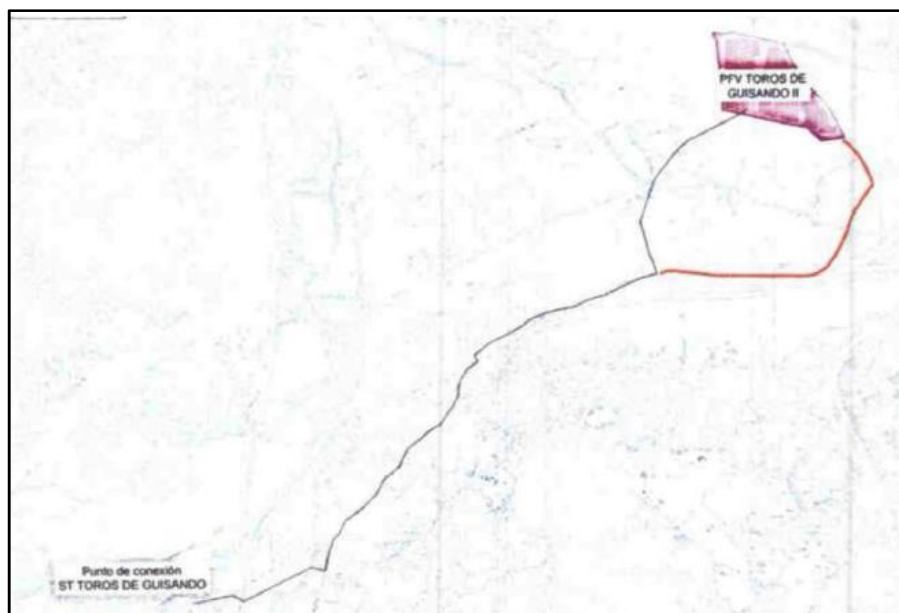 PFV TOROS DE
GUISANDO II
Punto de conexión
ST TOROS DE GUISANDO